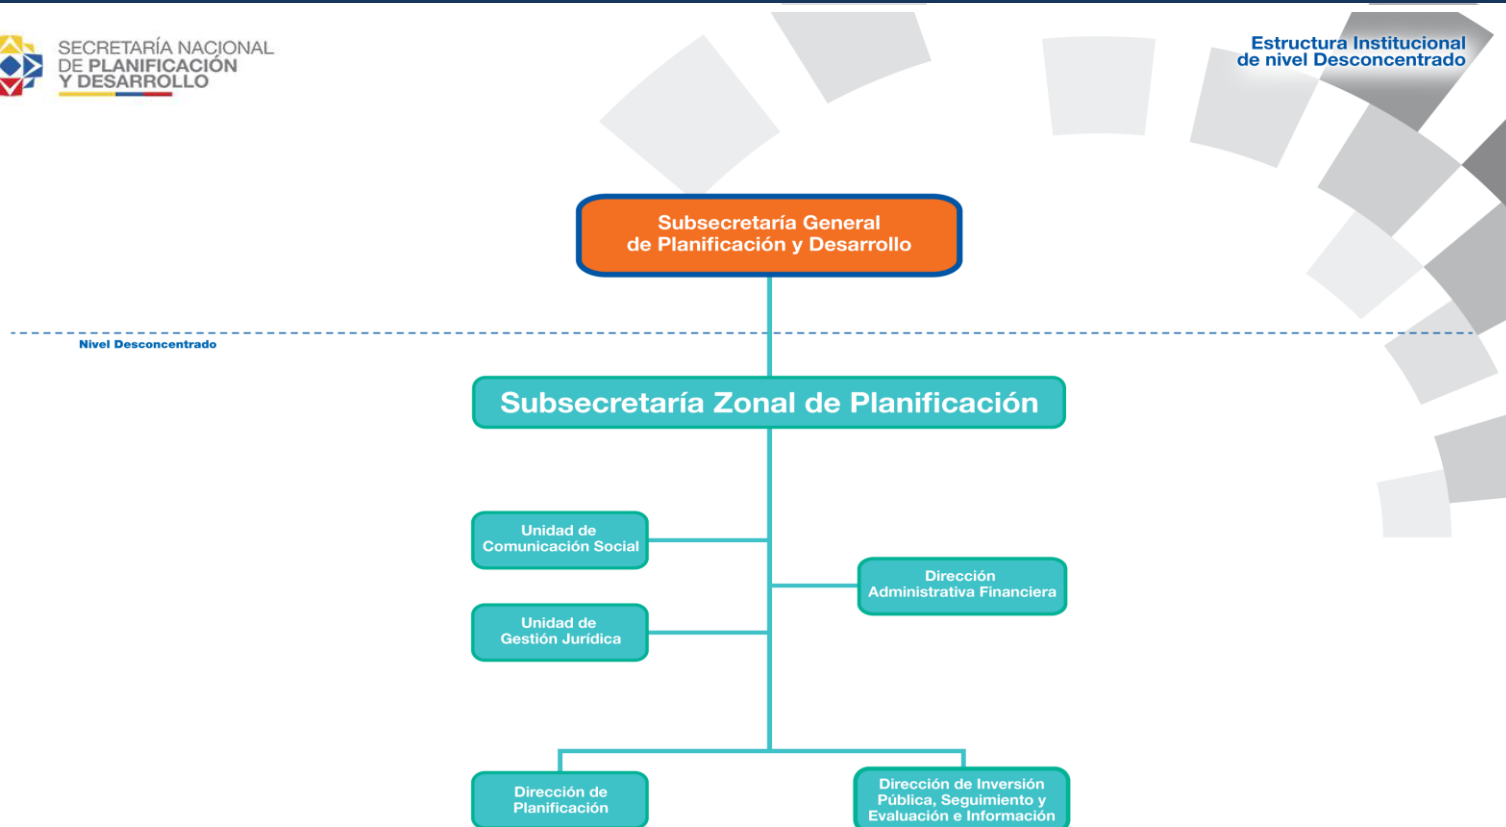 SECRETARÍA NACIONAL
DE PLANIFICACIÓN
Y DESARROLLO
Estructura Institucional
de nivel Desconcentrado
Subsecretaría General
de Planificación y Desarrollo
Nivel Desconcentrado
Subsecretaría Zonal de Planificación
Unidad de
Comunicación Social
Dirección
Administrativa Financiera
Unidad de
Gestión Jurídica
Dirección de
Planificación
Dirección de Inversión
Pública, Seguimiento y
Evaluación e Información